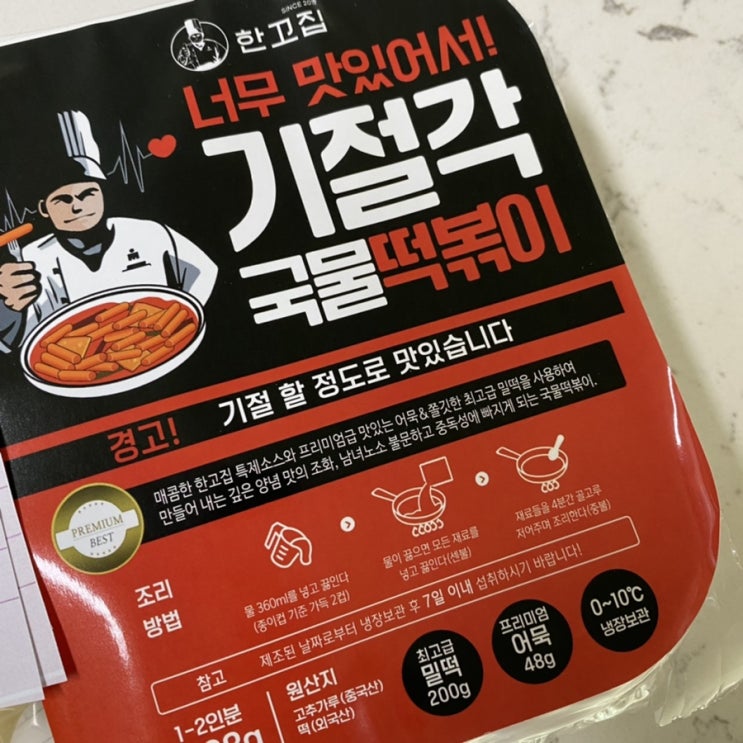 한고집
너무 맛있어서!
기절각
국물떡볶이
경고! 기절 할 정도로 맛있습니다
매콤한 한고집 특제소스와 프리미엄급 맛있는 어묵&쫄깃한 최고급 밀떡을 사용하여
만들어 내는 깊은 양념 맛의 조화, 남녀노소 불문하고 중독성에 빠지게 되는 국물떡볶이.
PREMIUM
BEST
조리
방법
물 360ml를 넣고 끓인다
(종이컵 기준 가득 2컵)
물이 끓으면 모든 재료를
넣고 끓인다(센불)
재료들을 4분간 골고루
저어주며 조리한다(중불)
참고 제조된 날짜로부터 냉장보관 후 7일 이내 섭취하시기 바랍니다!
1-2인분
원산지
고추가루(중국산)
떡(외국산)
최고급
밀떡
200g
프리미엄
어묵
48g
0~10℃
냉장보관